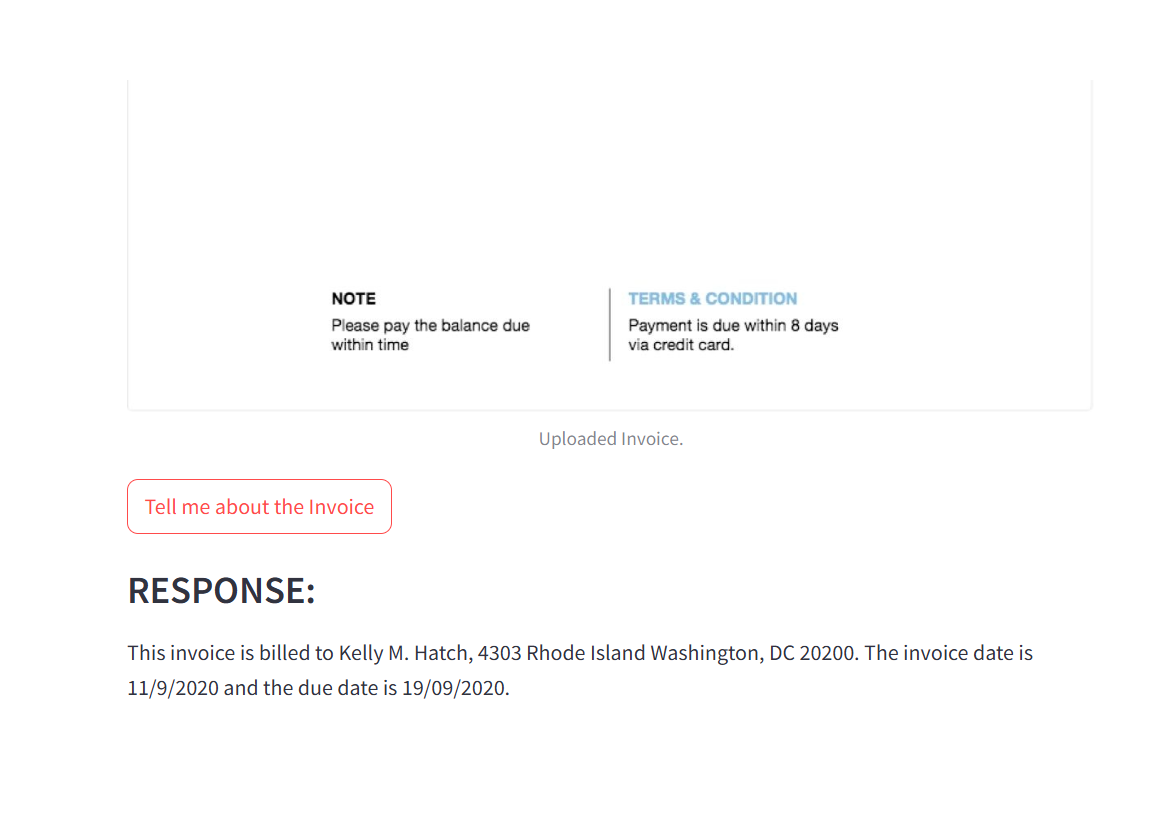 NOTE
Please pay the balance due
within time
TERMS & CONDITION
Payment is due within 8 days
via credit card.
Uploaded Invoice.
Tell me about the Invoice
RESPONSE:
This invoice is billed to Kelly M. Hatch, 4303 Rhode Island Washington, DC 20200. The invoice date is
11/9/2020 and the due date is 19/09/2020.